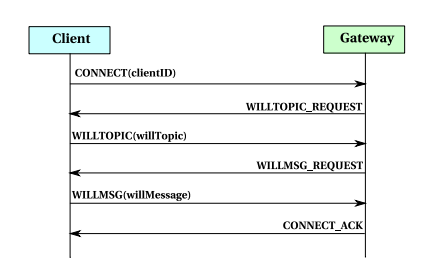 Client
Gateway
CONNECT(clientID)
WILLTOPIC_REQUEST
WILLTOPIC(willTopic)
WILLMSG_REQUEST
WILLMSG(willMessage)
CONNECT_ACK